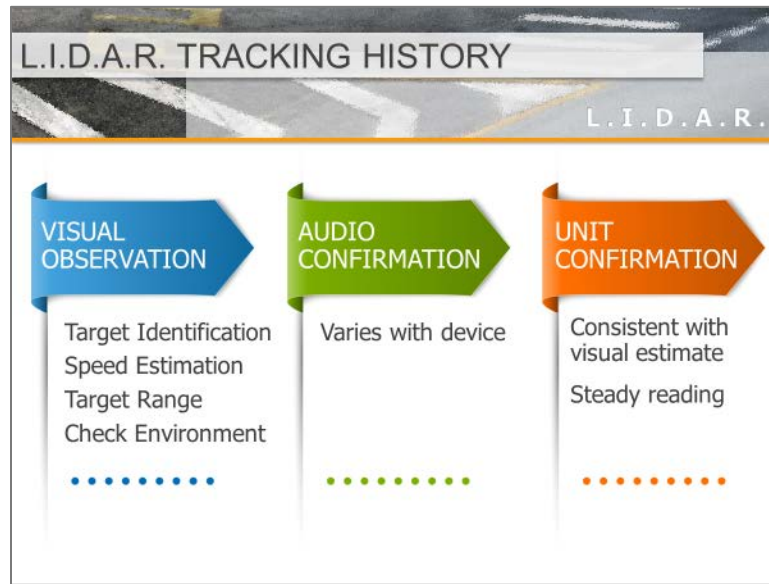 L.I.D.A.R. TRACKING HISTORY
L.I.D.A.R.
VISUAL
OBSERVATION
Target Identification
Speed Estimation
Target Range
Check Environment
AUDIO
CONFIRMATION
Varies with device
UNIT
CONFIRMATION
Consistent with
visual estimate
Steady reading